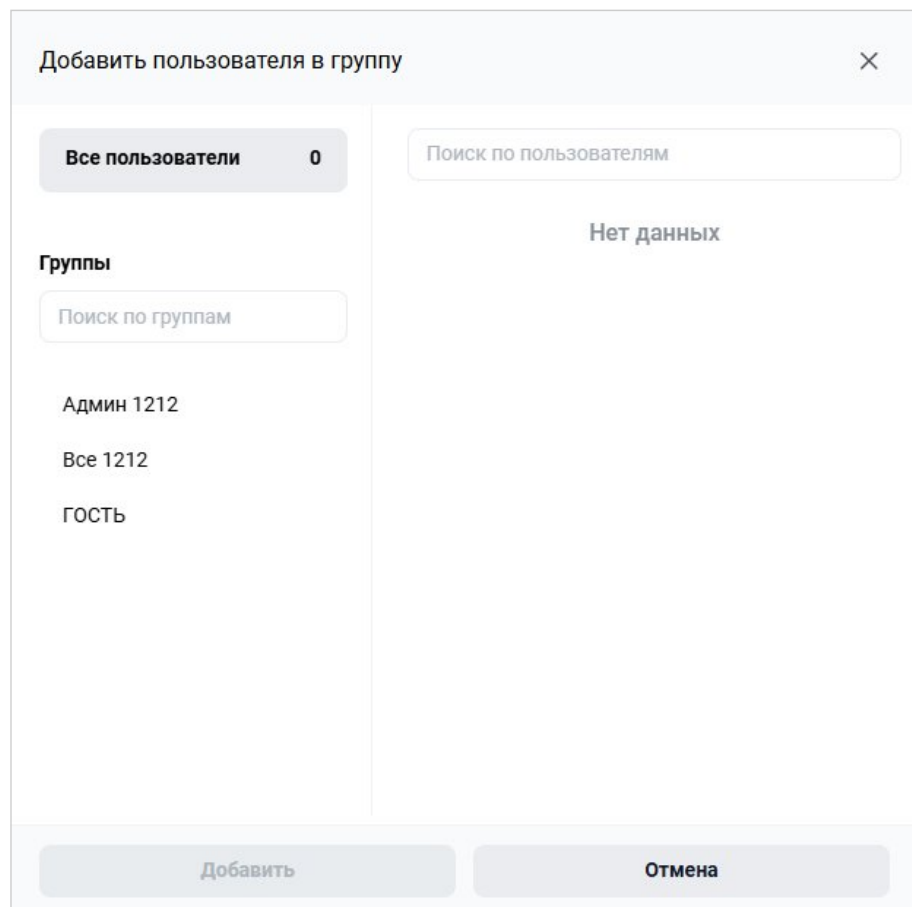 Добавить пользователя в группу
Все пользователи 0
Поиск по пользователям
Нет данных
Группы
Поиск по группам
Админ 1212
Все 1212
ГОСТЬ
Добавить
Отмена